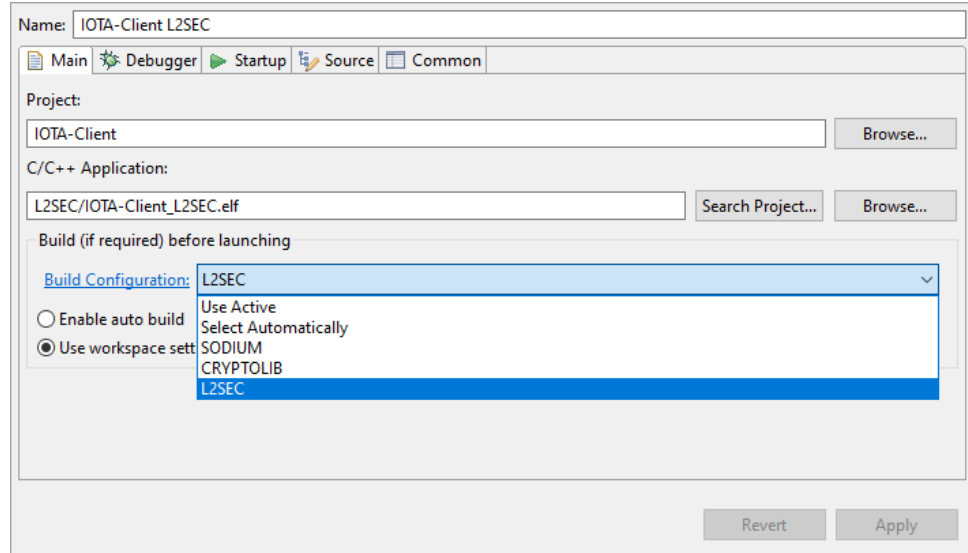 Name: IOTA-Client L2SEC
Main Debugger Startup Source Common
Project:
IOTA-Client Browse...
C/C++ Application:
L2SEC/IOTA-Client_L2SEC.elf Search Project... Browse...
Build (if required) before launching
Build Configuration: L2SEC
Use Active
Enable auto build
Select Automatically
Use workspace sett
SODIUM
CRYPTOLIB
L2SEC
Revert Apply